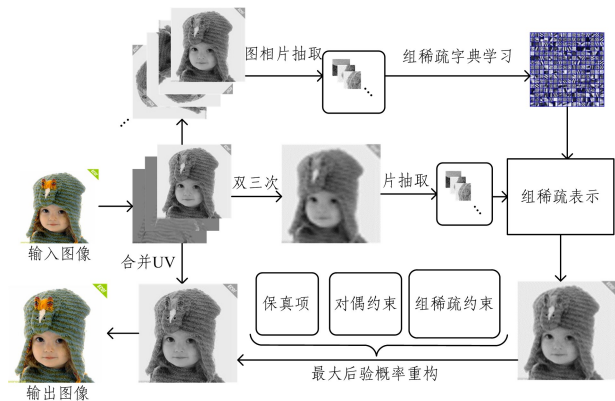 图相片抽取
组稀疏字典学习
双三次
片抽取
组稀疏表示
输入图像
合并UV
保真项
对偶约束
组稀疏约束
最大后验概率重构
输出图像